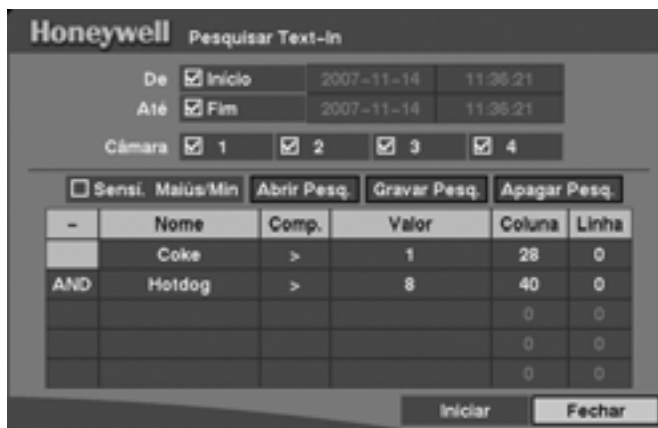 Honeywell Pesquisar Text-In
De Início 2007-11-14 11:36:21
Até Fim 2007-11-14 11:36:21
Câmara 1 2 3 4
Sensí. Maiús/Min Abrir Pesq. Gravar Pesq. Apagar Pesq.
- Nome Comp. Valor Coluna Linha
Coke > 1 28 0
AND Hotdog > 8 40 0
0 0
0 0
0 0
Iniciar Fechar